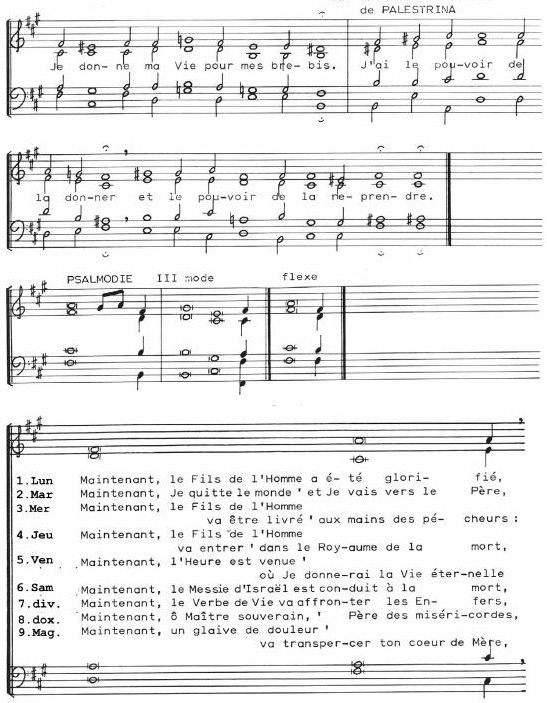 de PALESTRINA
Je don-ne ma Vie pour mes bre-bis. J'ai le pou-voir de
la don-ner et le pou-voir de la re-pren-dre.
PSALMODIE III mode flexe
1.Lun Maintenant, le Fils de l'Homme a é- té glori- fié,
2.Mar Maintenant, Je quitte le monde ' et Je vais vers le Père,
3.Mer Maintenant, le Fils de l'Homme
va être livré ' aux mains des pé- cheurs :
4.Jeu Maintenant, le Fils de l'Homme
va entrer ' dans le Roy-aume de la mort,
5.Ven Maintenant, l'Heure est venue '
où Je donne-rai la Vie éter-nelle
6.Sam Maintenant, le Messie d'Israël est con-duit à la mort,
7.div. Maintenant, le Verbe de Vie va affron-ter les En- fers,
8.dox. Maintenant, ô Maître souverain, ' Père des miséri-cordes,
9.Mag. Maintenant, un glaive de douleur '
va transper-cer ton coeur de Mère,